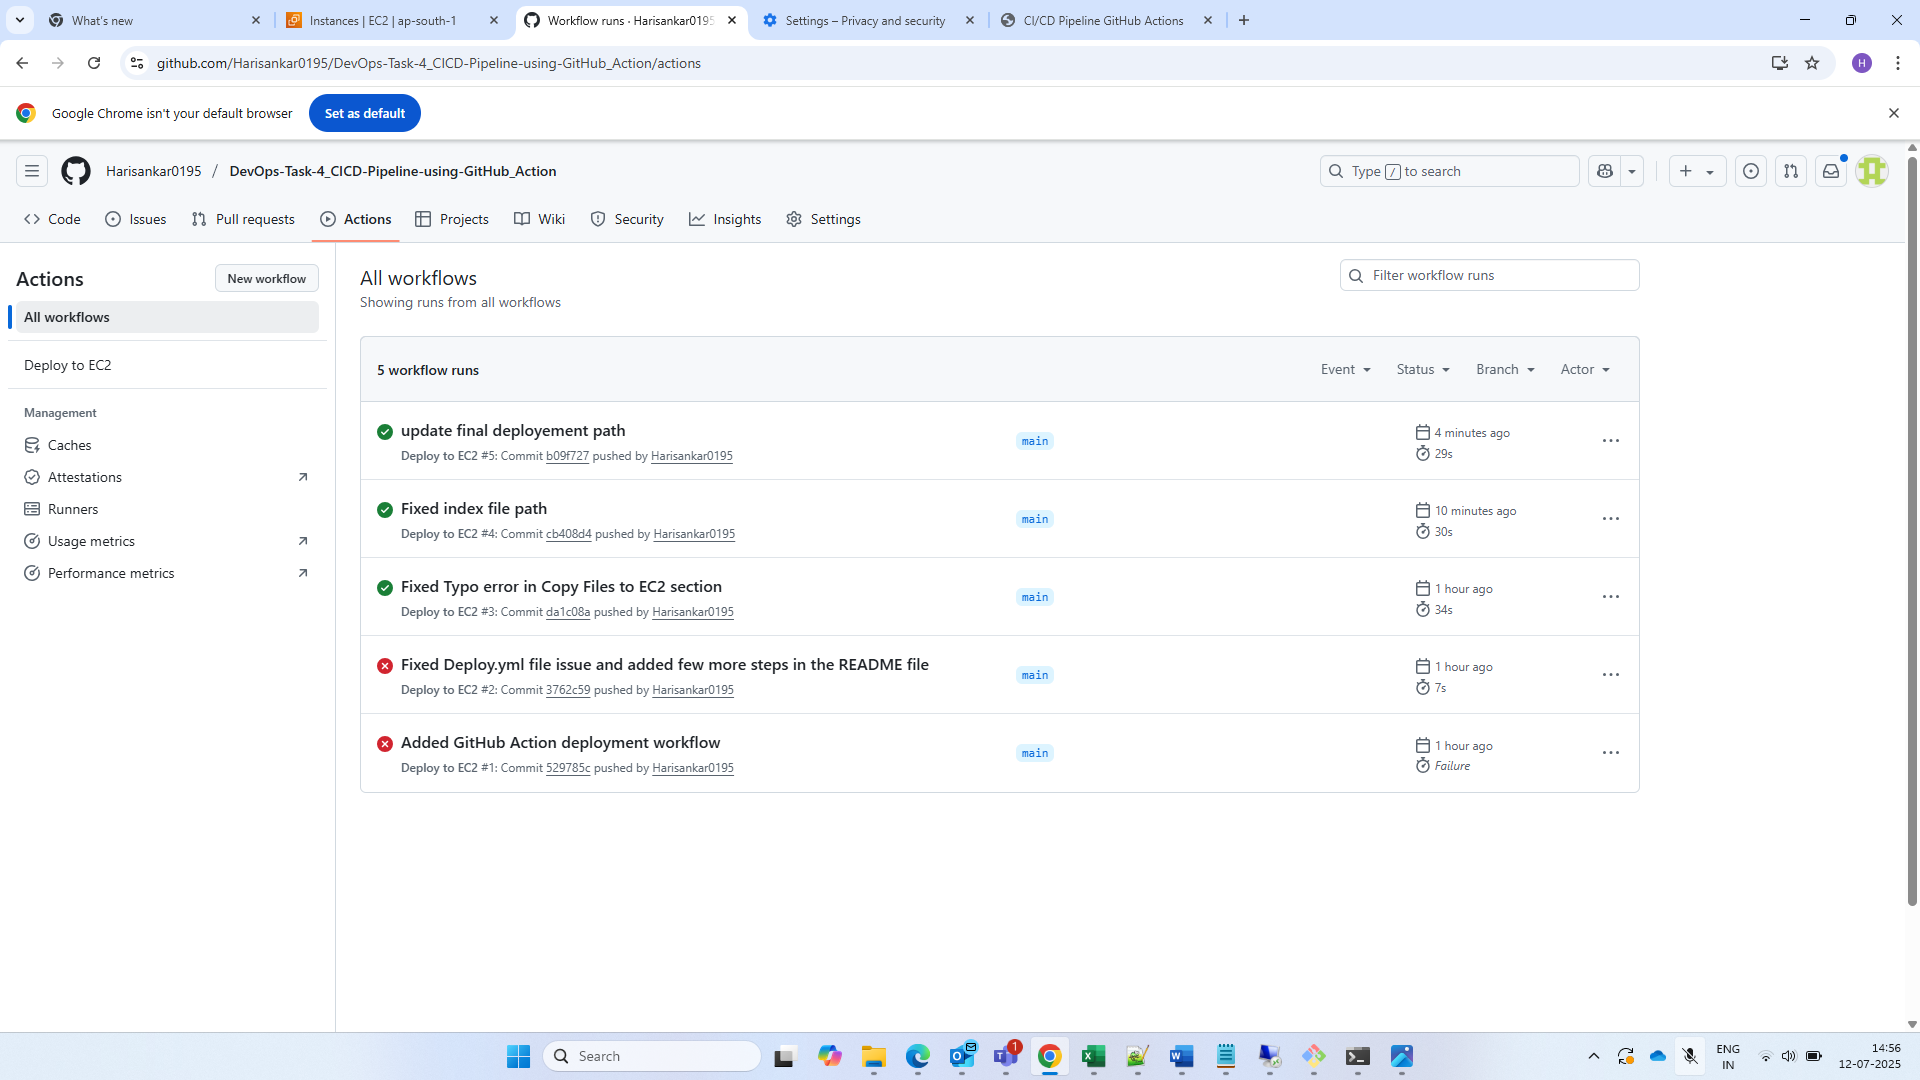 What's new
Instances | EC2 | ap-south-1
Workflow runs · Harisankar0195
Settings – Privacy and security
CI/CD Pipeline GitHub Actions
github.com/Harisankar0195/DevOps-Task-4_CICD-Pipeline-using-GitHub_Action/actions
H
Google Chrome isn't your default browser
Set as default
Harisankar0195 / DevOps-Task-4_CICD-Pipeline-using-GitHub_Action
Type / to search
Code
Issues
Pull requests
Actions
Projects
Wiki
Security
Insights
Settings
Actions
New workflow
All workflows
Deploy to EC2
Management
Caches
Attestations
Runners
Usage metrics
Performance metrics
All workflows
Showing runs from all workflows
Filter workflow runs
5 workflow runs
Event
Status
Branch
Actor
update final deployement path
Deploy to EC2 #5: Commit b09f727 pushed by Harisankar0195
main
4 minutes ago
29s
Fixed index file path
Deploy to EC2 #4: Commit cb408d4 pushed by Harisankar0195
main
10 minutes ago
30s
Fixed Typo error in Copy Files to EC2 section
Deploy to EC2 #3: Commit da1c08a pushed by Harisankar0195
main
1 hour ago
34s
Fixed Deploy.yml file issue and added few more steps in the README file
Deploy to EC2 #2: Commit 3762c59 pushed by Harisankar0195
main
1 hour ago
7s
Added GitHub Action deployment workflow
Deploy to EC2 #1: Commit 529785c pushed by Harisankar0195
main
1 hour ago
Failure
Search
1
ENG
IN
14:56
12-07-2025